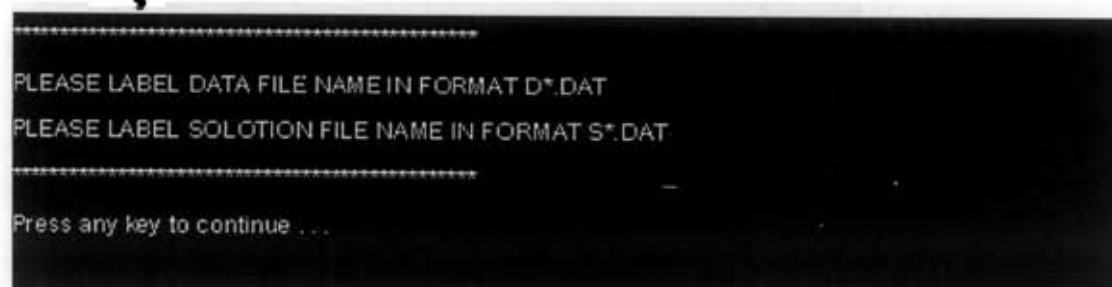 **************************************************
PLEASE LABEL DATA FILE NAME IN FORMAT D*.DAT
PLEASE LABEL SOLOTION FILE NAME IN FORMAT S*.DAT
**************************************************
Press any key to continue . . .